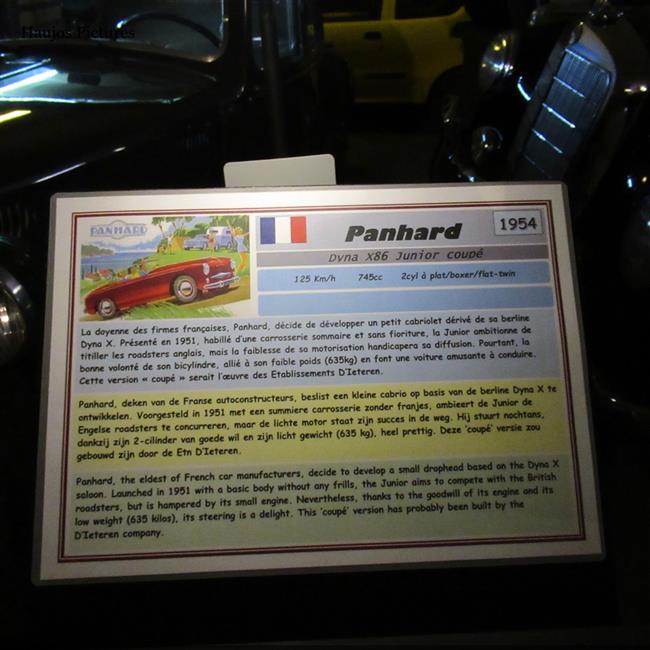 Haujos Pictures
PANHARD
Panhard
1954
Dyna X86 Junior coupé
125 Km/h 745cc 2cyl à plat/boxer/flat-twin
La doyenne des firmes françaises, Panhard, décide de développer un petit cabriolet dérivé de sa berline
Dyna X. Présenté en 1951, habillé d'une carrosserie sommaire et sans fioriture, la Junior ambitionne de
titiller les roadsters anglais, mais la faiblesse de sa motorisation handicapera sa diffusion. Pourtant, la
bonne volonté de son bicylindre, allié à son faible poids (635kg) en font une voiture amusante à conduire.
Cette version « coupé » serait l'œuvre des Etablissements D'Ieteren.
Panhard, deken van de Franse autoconstructeurs, beslist een kleine cabrio op basis van de berline Dyna X te
ontwikkelen. Voorgesteld in 1951 met een summiere carrosserie zonder franjes, ambieert de Junior de
Engelse roadsters te concurreren, maar de lichte motor staat zijn succes in de weg. Hij stuurt nochtans,
dankzij zijn 2-cilinder van goede wil en zijn licht gewicht (635 kg), heel prettig. Deze 'coupé' versie zou
gebouwd zijn door de Etn D'Ieteren.
Panhard, the eldest of French car manufacturers, decide to develop a small drophead based on the Dyna X
saloon. Launched in 1951 with a basic body without any frills, the Junior aims to compete with the British
roadsters, but is hampered by its small engine. Nevertheless, thanks to the goodwill of its engine and its
low weight (635 kilos), its steering is a delight. This 'coupé' version has probably been built by the
D'Ieteren company.